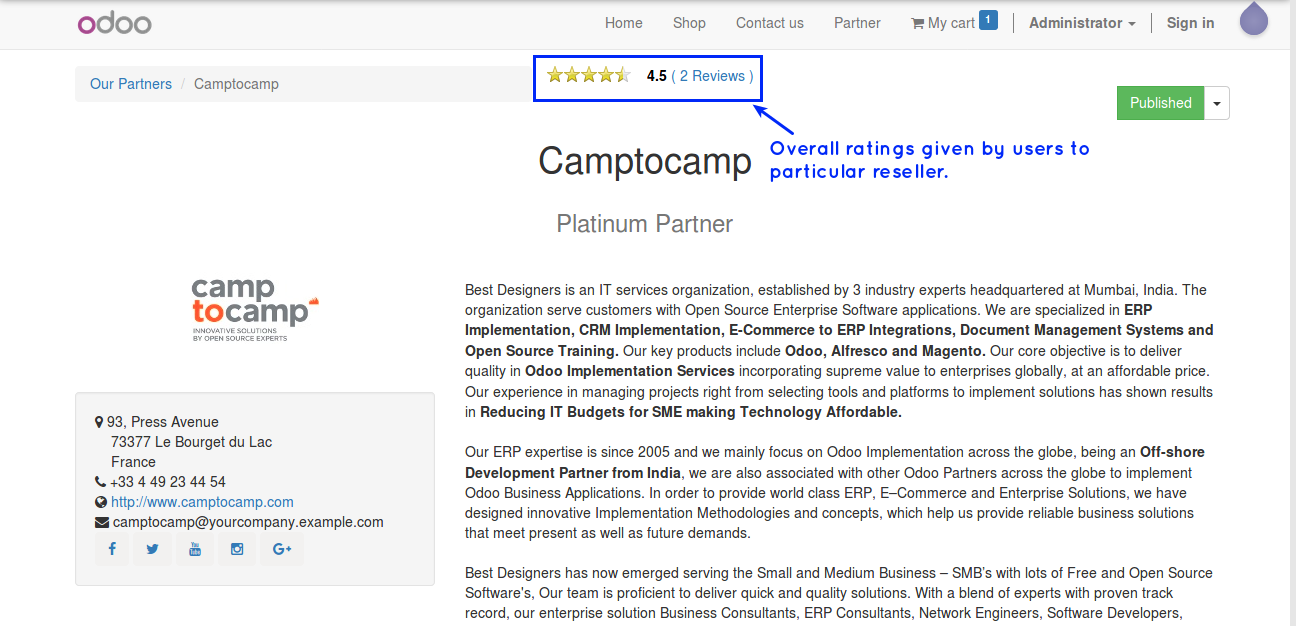 odoo
Home Shop Contact us Partner My cart 1 Administrator Sign in
Our Partners / Camptocamp
4.5 ( 2 Reviews )
Published
Overall ratings given by users to
particular reseller.
Camptocamp
Platinum Partner
camp
tocamp
INNOVATIVE SOLUTIONS
BY OPEN SOURCE EXPERTS
93, Press Avenue
73377 Le Bourget du Lac
France
+33 4 49 23 44 54
http://www.camptocamp.com
camptocamp@yourcompany.example.com
f You Tube G+
Best Designers is an IT services organization, established by 3 industry experts headquartered at Mumbai, India. The
organization serve customers with Open Source Enterprise Software applications. We are specialized in ERP
Implementation, CRM Implementation, E-Commerce to ERP Integrations, Document Management Systems and
Open Source Training. Our key products include Odoo, Alfresco and Magento. Our core objective is to deliver
quality in Odoo Implementation Services incorporating supreme value to enterprises globally, at an affordable price.
Our experience in managing projects right from selecting tools and platforms to implement solutions has shown results
in Reducing IT Budgets for SME making Technology Affordable.
Our ERP expertise is since 2005 and we mainly focus on Odoo Implementation across the globe, being an Off-shore
Development Partner from India, we are also associated with other Odoo Partners across the globe to implement
Odoo Business Applications. In order to provide world class ERP, E–Commerce and Enterprise Solutions, we have
designed innovative Implementation Methodologies and concepts, which help us provide reliable business solutions
that meet present as well as future demands.
Best Designers has now emerged serving the Small and Medium Business – SMB's with lots of Free and Open Source
Software's, Our team is proficient to deliver quick and quality solutions. With a blend of experts with proven track
record, our enterprise solution Business Consultants, ERP Consultants, Network Engineers, Software Developers,